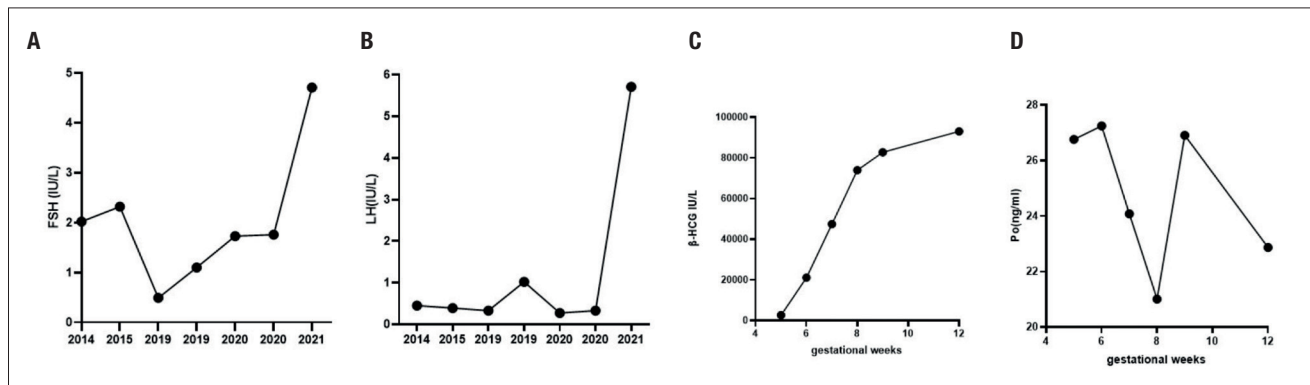 A
B
C
D
FSH (IU/L)
5
4
3
2
1
0
2014 2015 2019 2019 2020 2020 2021
LH(IU/L)
6
5
4
3
2
1
0
2014 2015 2019 2019 2020 2020 2021
β-HCG IU/L
100000
80000
60000
40000
20000
0
4 6 8 10 12
gestational weeks
Po(ng/ml)
28
26
24
22
20
4 6 8 10 12
gestational weeks